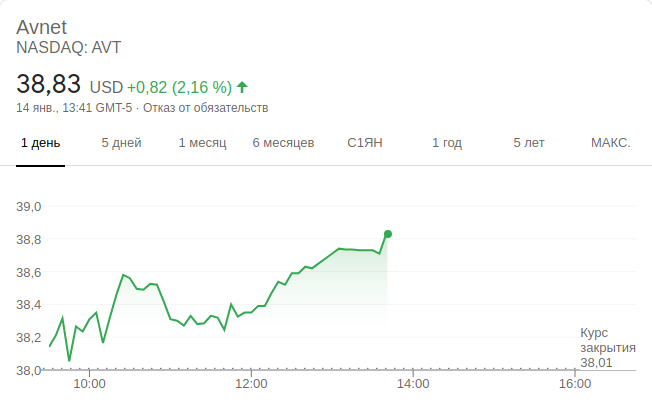 Avnet
NASDAQ: AVT
38,83 USD +0,82 (2,16 %)
14 янв., 13:41 GMT-5 · Отказ от обязательств
1 день 5 дней 1 месяц 6 месяцев С1ЯН 1 год 5 лет МАКС.
39,0
38,8
38,6
38,4
38,2
38,0
Курс
закрытия
38,01
10:00 12:00 14:00 16:00